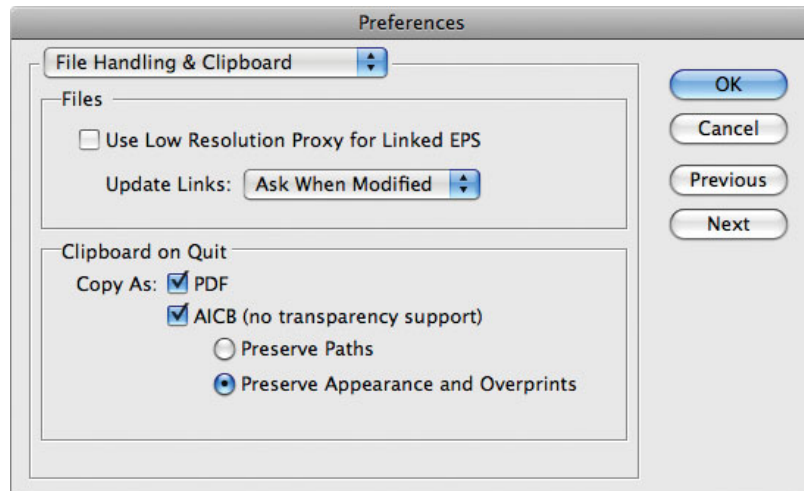 Preferences
File Handling & Clipboard
OK
Cancel
Previous
Next
Files
Use Low Resolution Proxy for Linked EPS
Update Links: Ask When Modified
Clipboard on Quit
Copy As: PDF
AICB (no transparency support)
Preserve Paths
Preserve Appearance and Overprints